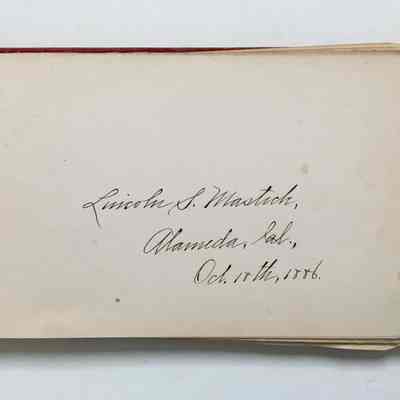 Lincoln S. Mastick,
Alameda, Cal.,
Oct. 18th, 1886.